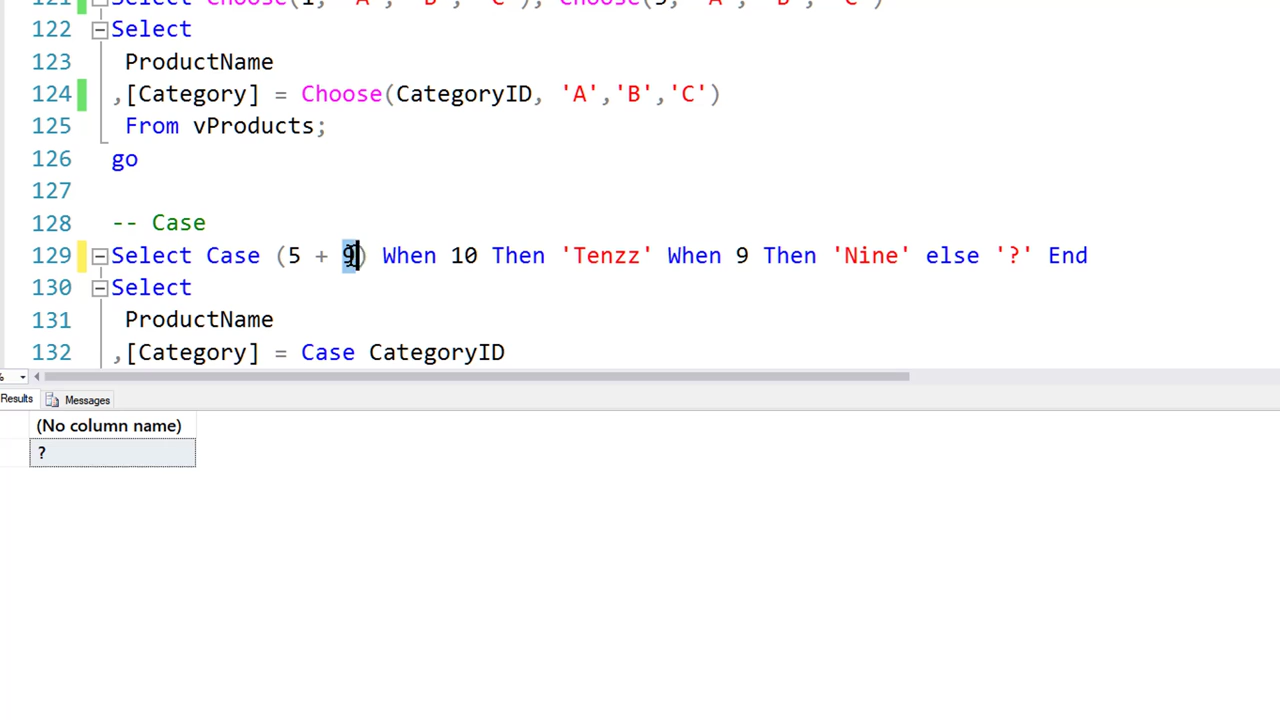 122 Select
123 ProductName
124 ,[Category] = Choose(CategoryID, 'A','B','C')
125 From vProducts;
126 go
127
128 -- Case
129 Select Case (5 + 9) When 10 Then 'Tenzz' When 9 Then 'Nine' else '?' End
130 Select
131 ProductName
132 ,[Category] = Case CategoryID
Results Messages
(No column name)
?